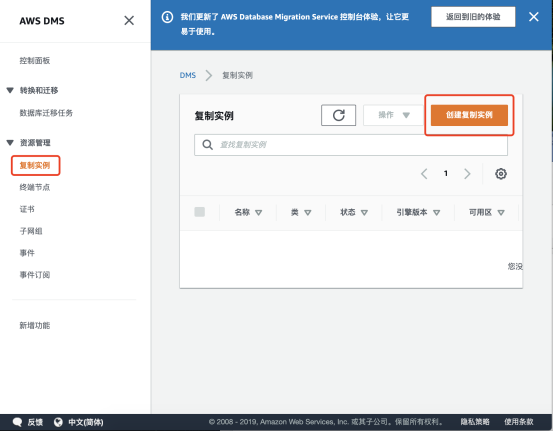 AWS DMS
控制面板
转换和迁移
数据库迁移任务
资源管理
复制实例
终端节点
证书
子网组
事件
事件订阅
新增功能
我们更新了 AWS Database Migration Service 控制台体验，让它更
易于使用。
返回到旧的体验
DMS
复制实例
复制实例
操作
创建复制实例
查找复制实例
1
名称
类
状态
引擎版本
可用区
您没
反馈
中文(简体)
© 2008 - 2019, Amazon Web Services, Inc. 或其子公司。保留所有权利。
隐私策略
使用条款